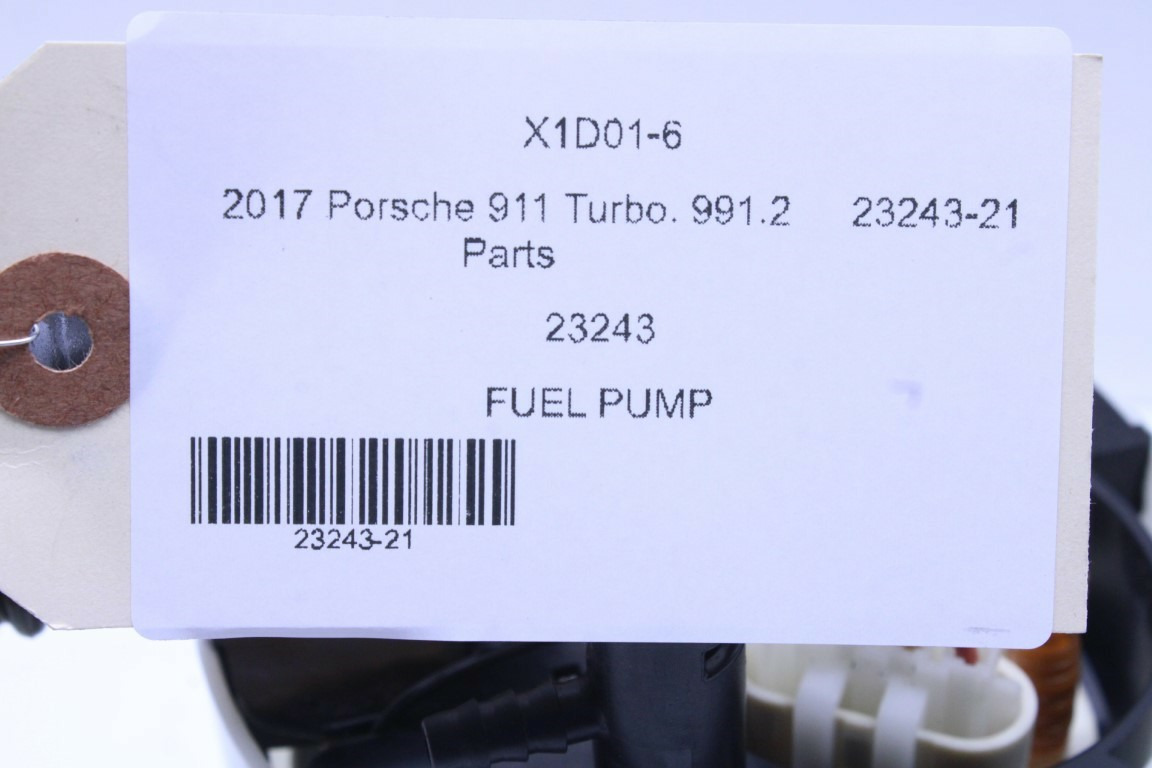 X1D01-6
2017 Porsche 911 Turbo. 991.2 23243-21
Parts
23243
FUEL PUMP
23243-21